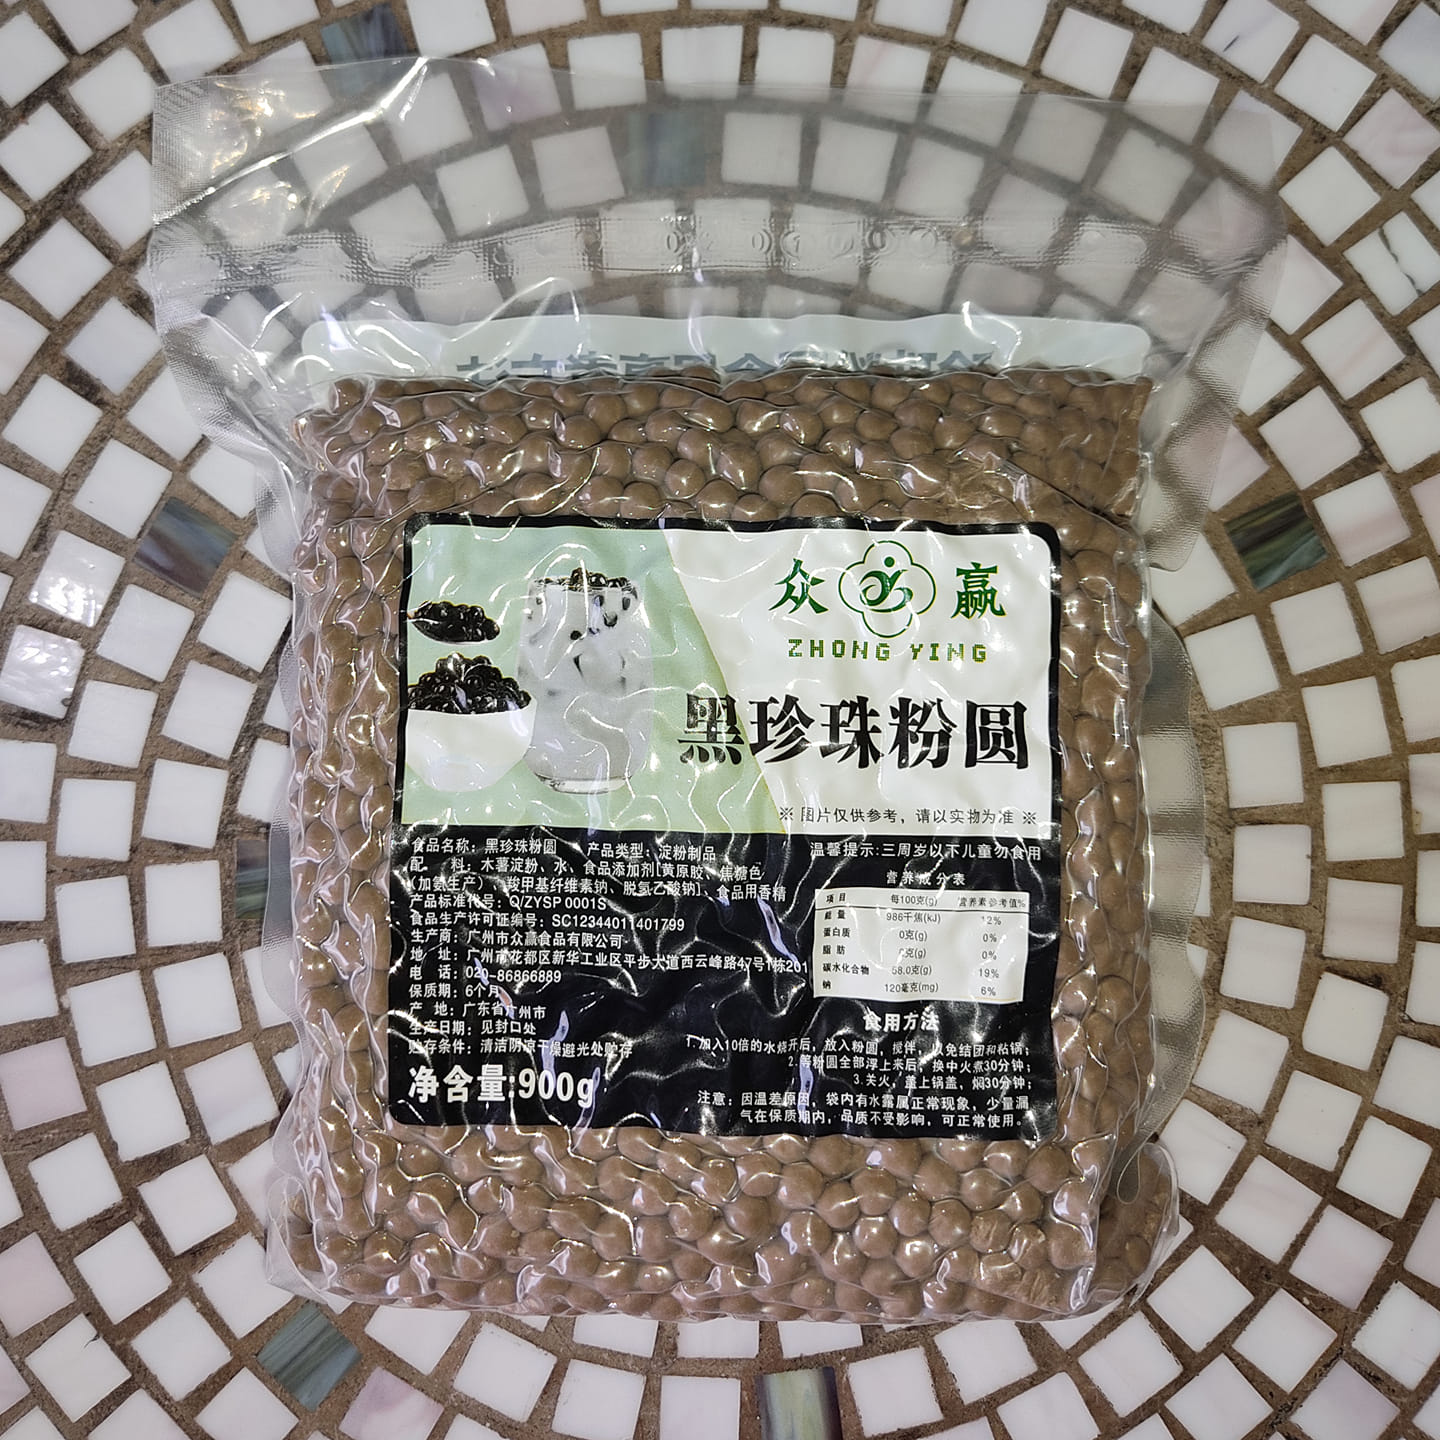 众 赢
ZHONG YING
黑珍珠粉圆
※ 图片仅供参考，请以实物为准 ※
食品名称：黑珍珠粉圆 产品类型：淀粉制品
配 料：木薯淀粉、水、食品添加剂[黄原胶、焦糖色
（加氨生产）、羧甲基纤维素钠、脱氢乙酸钠]、食品用香精
产品标准代号：Q/ZYSP 0001S
食品生产许可证编号：SC12344011401799
生产商：广州市众赢食品有限公司
地 址：广州市花都区新华工业区平步大道西云峰路47号1栋201
电 话：020-86866889
保质期：6个月
产 地：广东省广州市
生产日期：见封口处
贮存条件：清洁阴凉干燥避光处贮存
净含量:900g
温馨提示:三周岁以下儿童勿食用
营养成分表
项目 每100克(g) 营养素参考值%
能量 986千焦(kJ) 12%
蛋白质 0克(g) 0%
脂肪 克(g) 0%
碳水化合物 58.0克(g) 19%
钠 120毫克(mg) 6%
食用方法
1.加入10倍的水烧开后，放入粉圆，搅拌，以免结团和粘锅；
2.等粉圆全部浮上来后，换中火煮30分钟；
3.关火，盖上锅盖，焖30分钟；
注意：因温差原因，袋内有水露属正常现象，少量漏
气在保质期内，品质不受影响，可正常使用。